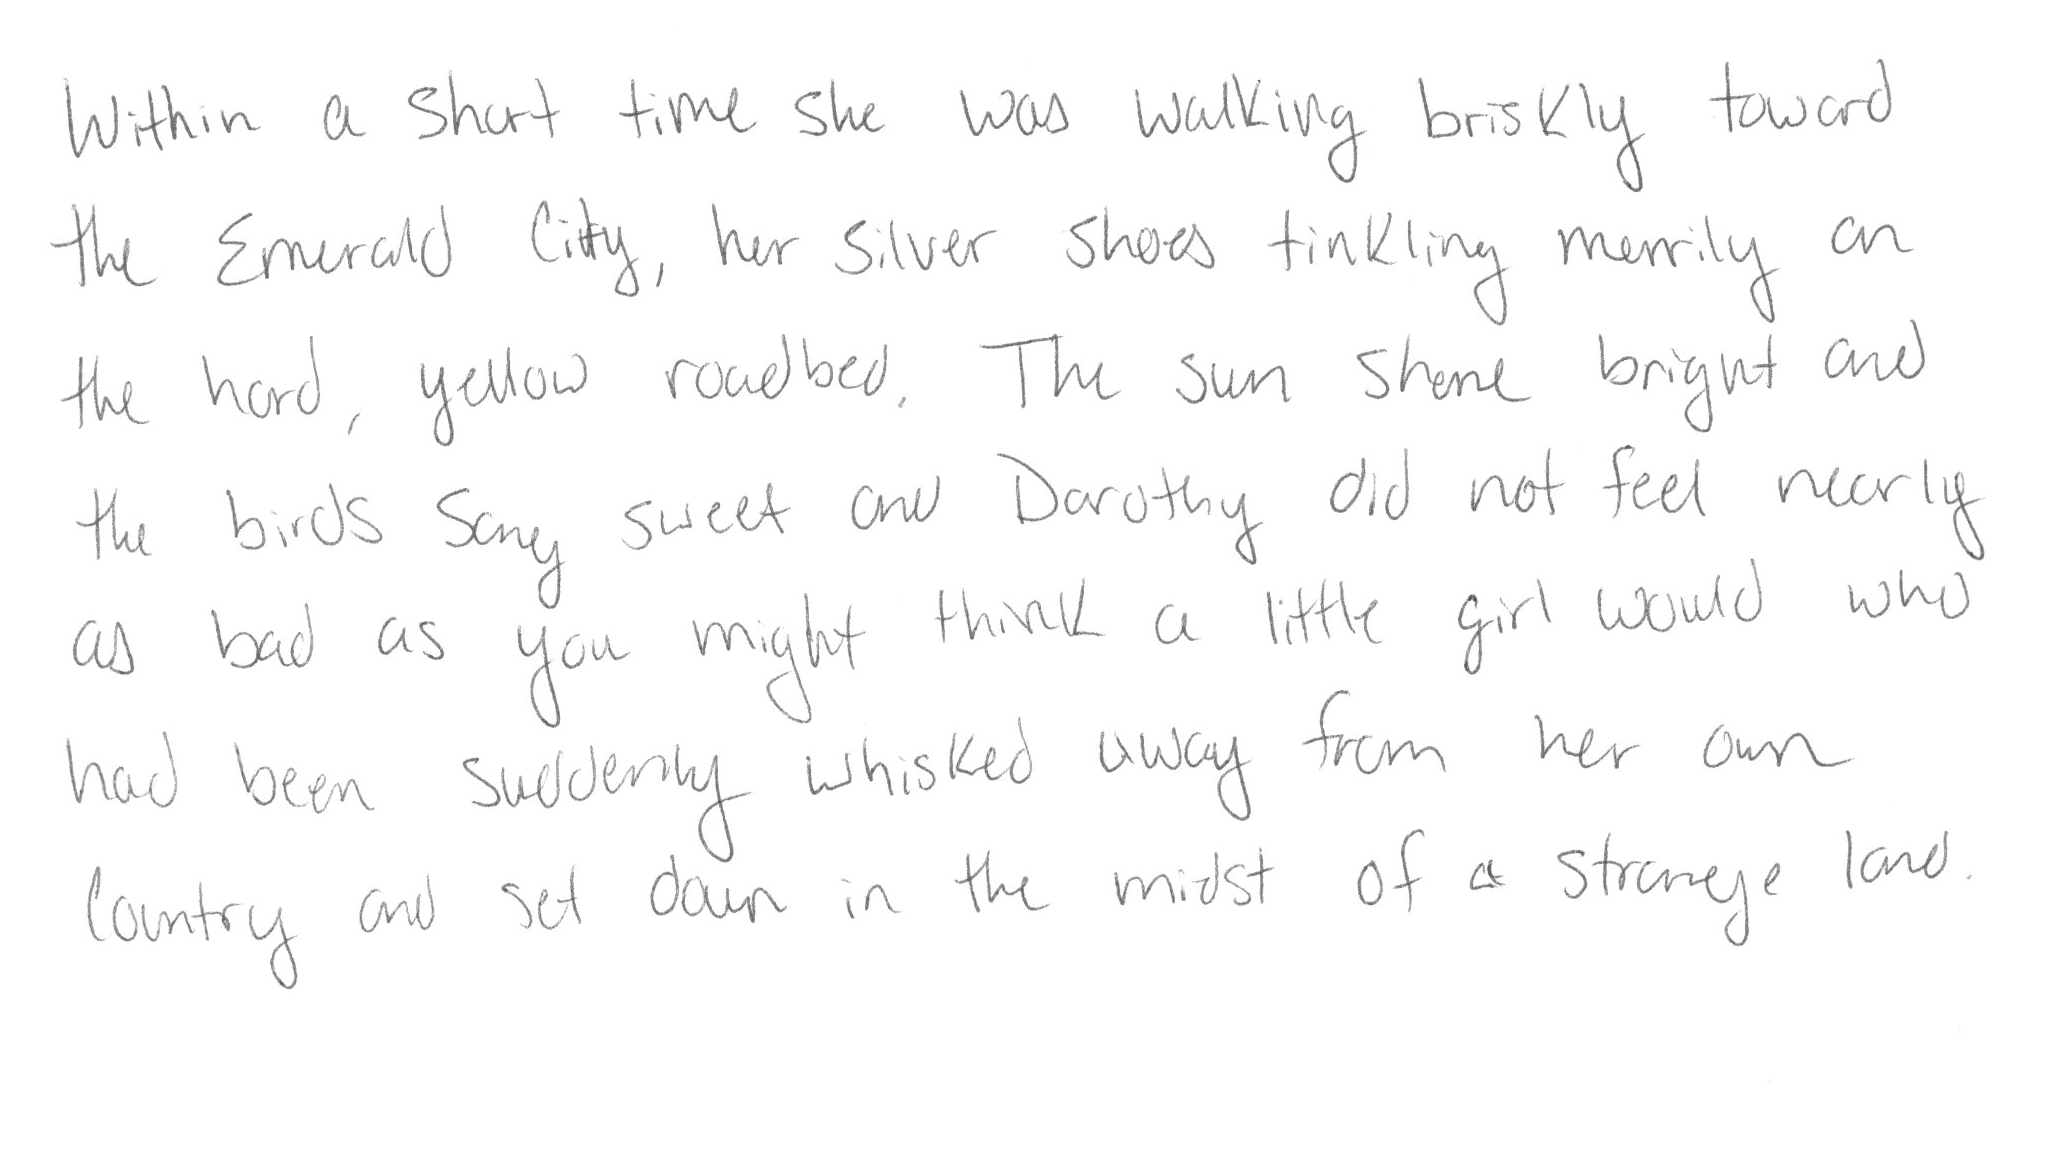 Within a short time she was walking briskly toward
the Emerald City, her silver shoes tinkling merrily on
the hard, yellow roadbed. The sun shone bright and
the birds sang sweet and Dorothy did not feel nearly
as bad as you might think a little girl would who
had been suddenly whisked away from her own
country and set down in the midst of a strange land.